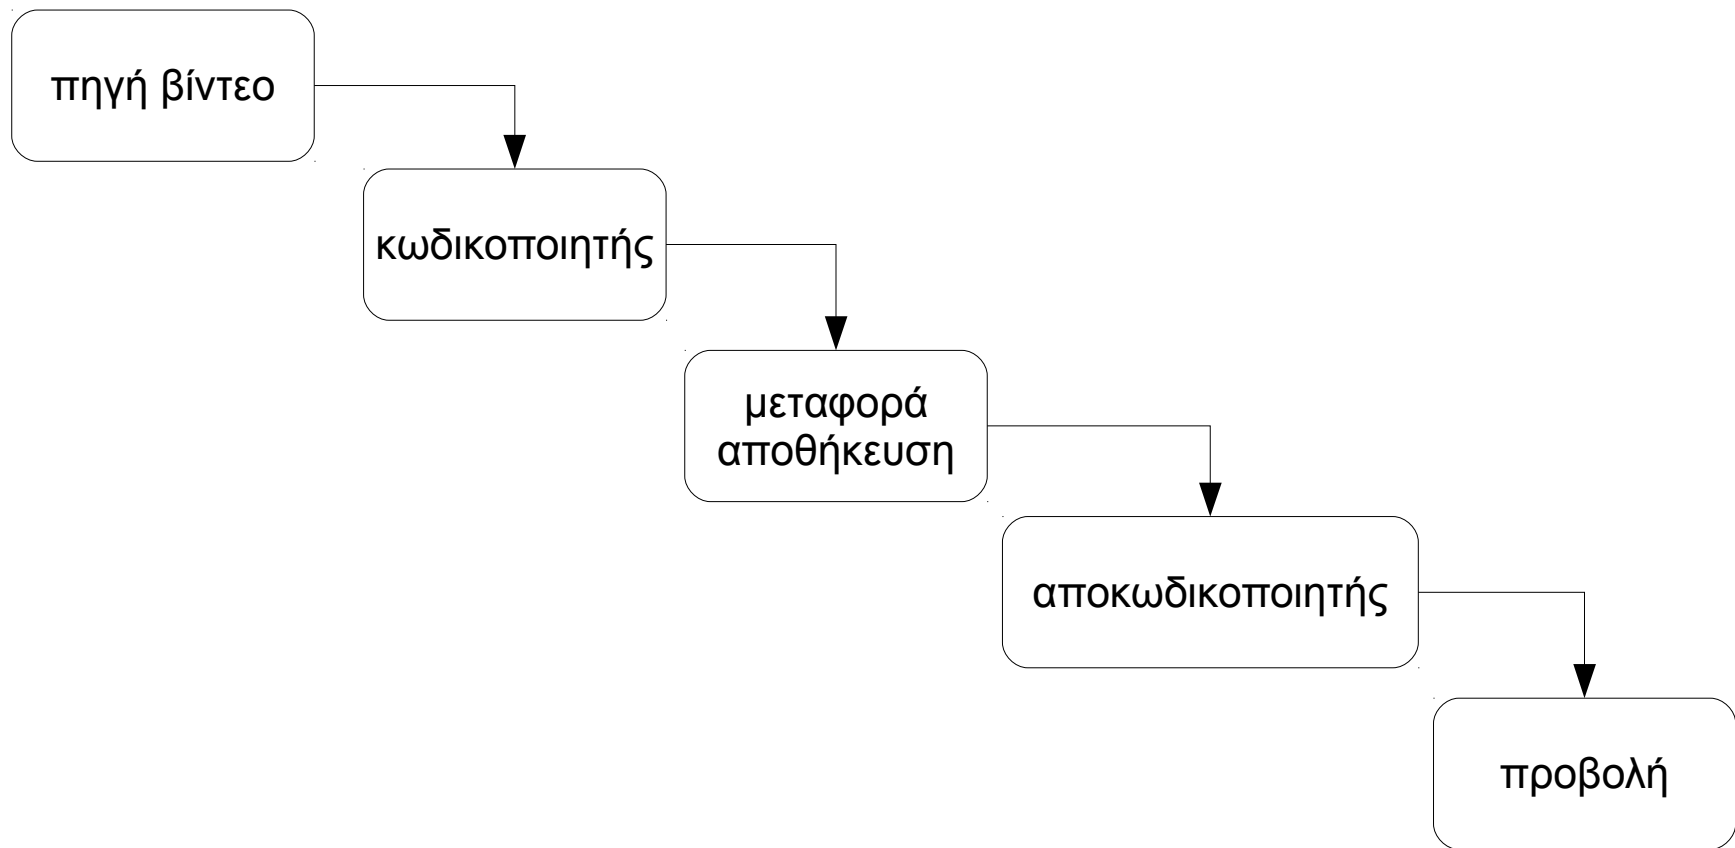 πηγή βίντεο
κωδικοποιητής
μεταφορά
αποθήκευση
αποκωδικοποιητής
προβολή